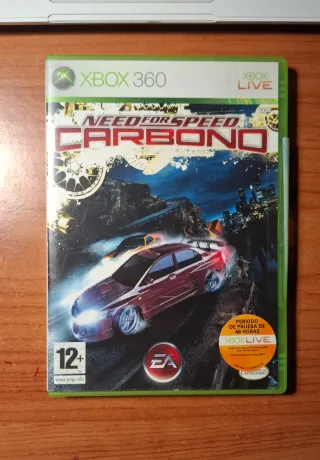 XBOX 360
XBOX
LIVE
NEED FOR SPEED
CARBONO
12+
www.pegi.info
EA
PERIODO
DE PRUEBA DE
48 HORAS
XBOX LIVE
CASTELLANO